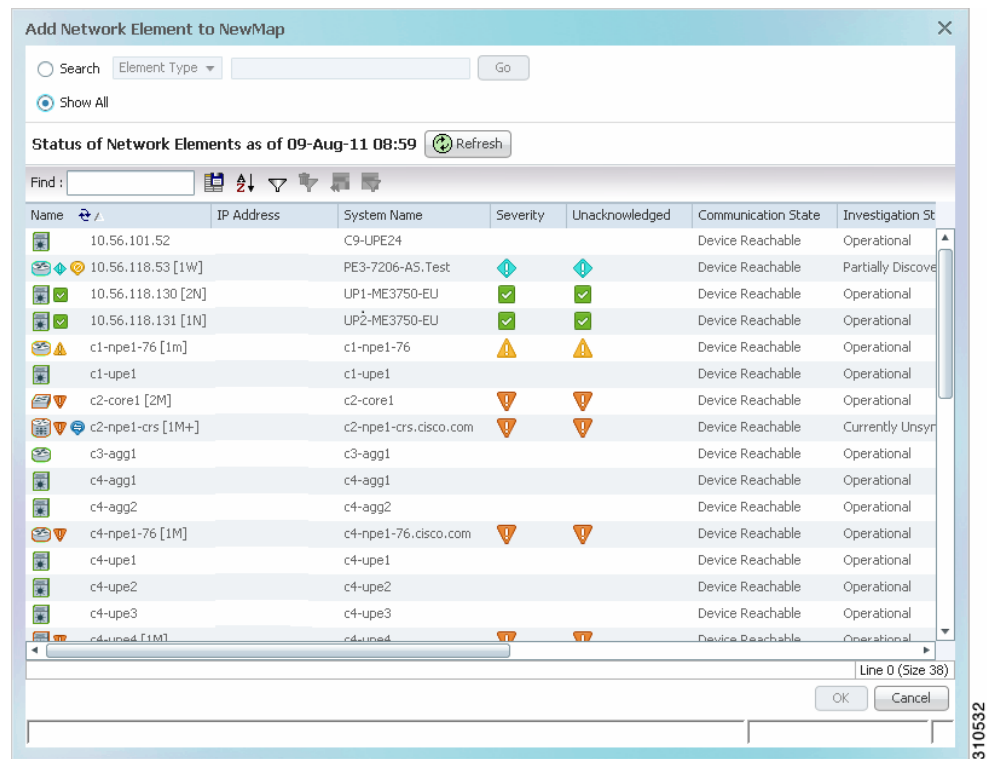 Add Network Element to NewMap
Search Element Type Go
Show All
Status of Network Elements as of 09-Aug-11 08:59 Refresh
Find :
Name IP Address System Name Severity Unacknowledged Communication State Investigation St
10.56.101.52 C9-UPE24 Device Reachable Operational
10.56.118.53 [1W] PE3-7206-AS.Test Device Reachable Partially Discove
10.56.118.130 [2N] UP1-ME3750-EU Device Reachable Operational
10.56.118.131 [1N] UP2-ME3750-EU Device Reachable Operational
c1-npe1-76 [1m] c1-npe1-76 Device Reachable Operational
c1-upe1 c1-upe1 Device Reachable Operational
c2-core1 [2M] c2-core1 Device Reachable Operational
c2-npe1-crs [1M+] c2-npe1-crs.cisco.com Device Reachable Currently Unsyn
c3-agg1 c3-agg1 Device Reachable Operational
c4-agg1 c4-agg1 Device Reachable Operational
c4-agg2 c4-agg2 Device Reachable Operational
c4-npe1-76 [1M] c4-npe1-76.cisco.com Device Reachable Operational
c4-upe1 c4-upe1 Device Reachable Operational
c4-upe2 c4-upe2 Device Reachable Operational
c4-upe3 c4-upe3 Device Reachable Operational
c4-upe4 [1M] c4-upe4 Device Reachable Operational
Line 0 (Size 38)
OK Cancel
310532